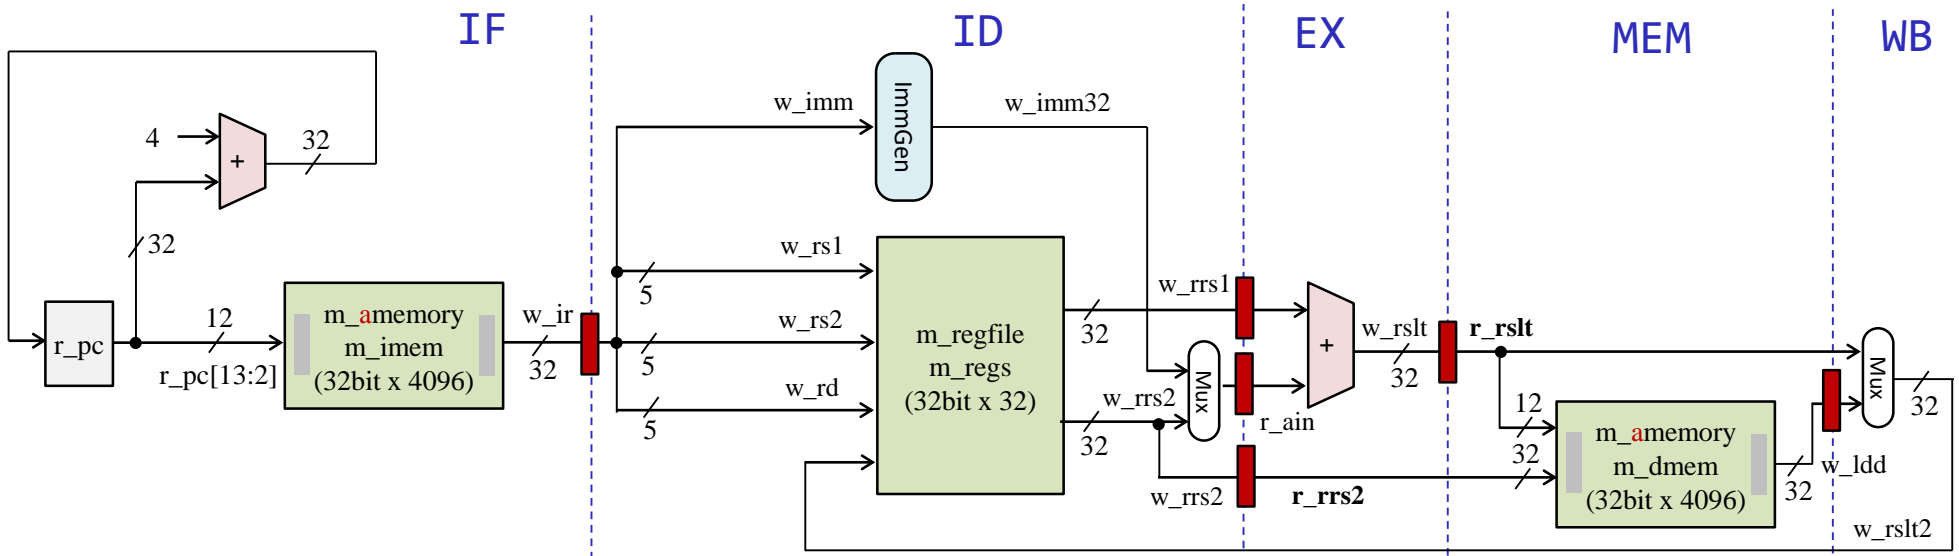 IF
ID
EX
MEM
WB
4
+
32
32
r_pc
12
r_pc[13:2]
m_amemory
m_imem
(32bit x 4096)
w_ir
32
w_imm
ImmGen
w_imm32
w_rs1
5
w_rs2
5
w_rd
5
m_regfile
m_regs
(32bit x 32)
w_rrs1
32
w_rrs2
32
Mux
w_rrs2
r_ain
r_rrs2
+
w_rslt
32
r_rslt
12
32
m_amemory
m_dmem
(32bit x 4096)
32
w_ldd
Mux
32
w_rslt2